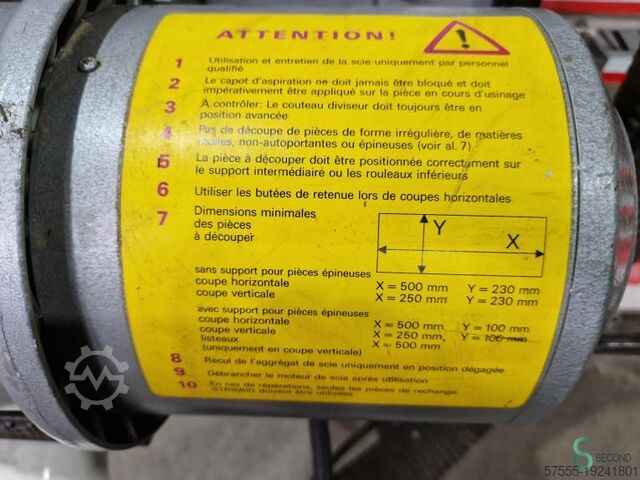 ATTENTION!
1 Utilisation et entretien de la scie uniquement par personnel
qualifié
2 Le capot d'aspiration ne doit jamais être bloqué et doit
impérativement être appliqué sur la pièce en cours d'usinage
3 À contrôler: Le couteau diviseur doit toujours être en
position avancée
4 Pas de découpe de pièces de forme irrégulière, de matières
raciles, non-autoportantes ou épineuses (voir al. 7)
5 La pièce à découper doit être positionnée correctement sur
le support intermédiaire ou les rouleaux inférieurs
6 Utiliser les butées de retenue lors de coupes horizontales
7 Dimensions minimales
des pièces
à découper
Y
X
sans support pour pièces épineuses
coupe horizontale X = 500 mm Y = 230 mm
coupe verticale X = 250 mm Y = 230 mm
avec support pour pièces épineuses
coupe horizontale X = 500 mm Y = 100 mm
coupe verticale X = 250 mm, Y = 100 mm
listeaux X = 500 mm
(uniquement en coupe verticale)
8 Recul de l'aggrégat de scie uniquement en position dégagée
9 Débrancher le moteur de scie après utilisation
10 En cas de réparations, seules les pièces de rechange
STRIEBIG doivent être utilisées
SECOND
57555-19241801